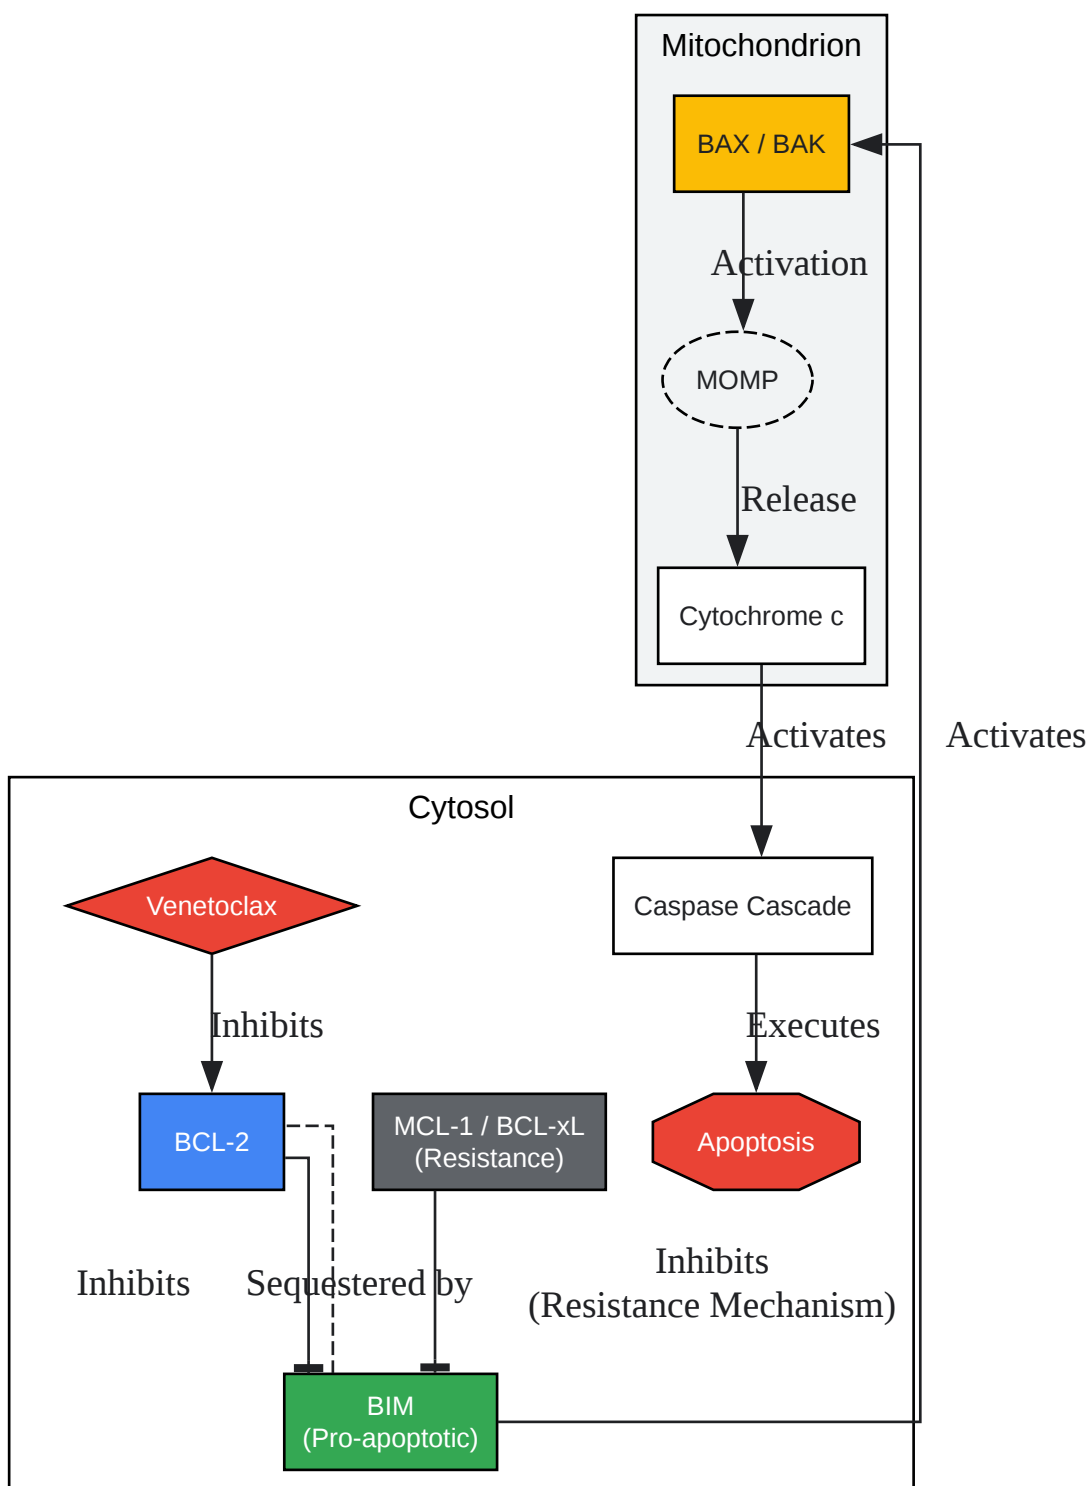 Mitochondrion
BAX / BAK
Activation
MOMP
Release
Cytochrome c
Activates
Activates
Cytosol
Venetoclax
Caspase Cascade
Inhibits
Executes
BCL-2
MCL-1 / BCL-xL
(Resistance)
Apoptosis
Inhibits
Sequestered by
Inhibits
(Resistance Mechanism)
BIM
(Pro-apoptotic)